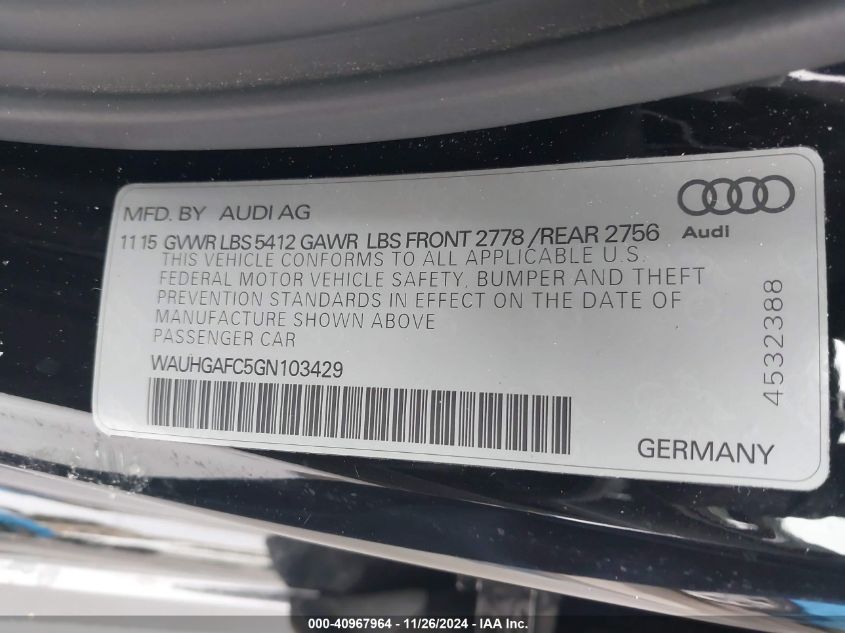 MFD. BY AUDI AG
Audi
11 15 GVWR LBS 5412 GAWR LBS FRONT 2778 /REAR 2756
THIS VEHICLE CONFORMS TO ALL APPLICABLE U.S.
FEDERAL MOTOR VEHICLE SAFETY, BUMPER AND THEFT
PREVENTION STANDARDS IN EFFECT ON THE DATE OF
MANUFACTURE SHOWN ABOVE
PASSENGER CAR
WAUHGAFC5GN103429
4532388
GERMANY
000-40967964 | 11/26/2024 | IAA Inc.